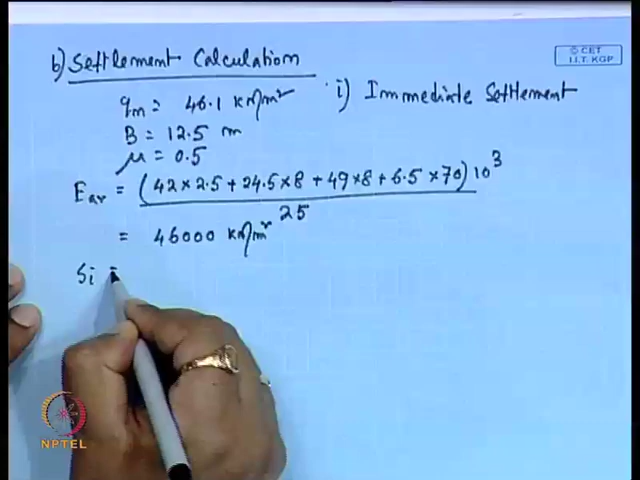 b) Settlement Calculation
© CET
I.I.T. KGP
qm = 46.1 kN/m²
i) Immediate Settlement
B = 12.5 m
μ = 0.5
Ear = (42×2.5+24.5×8+49×8+6.5×70)10³
25
= 46000 kN/m²
Si =
NPTEL